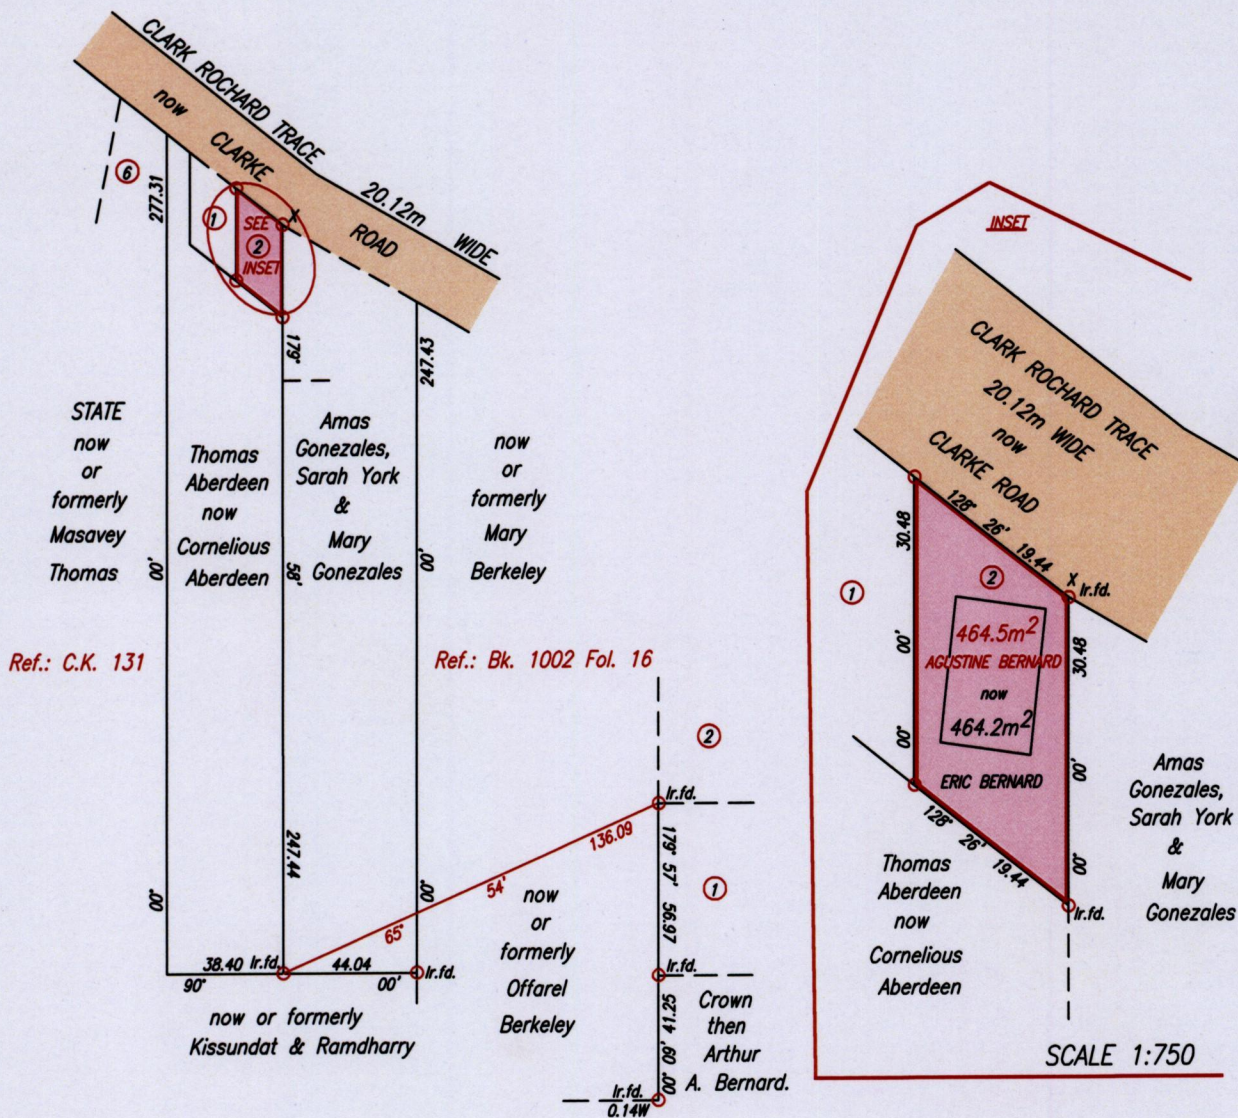 CLARK ROCHARD TRACE
now CLARKE ROAD
20.12m WIDE
6
277.31
1
SEE
2
INSET
X
179°
247.43
STATE
now
or
formerly
Masavey
Thomas
Thomas
Aberdeen
now
Cornelious
Aberdeen
Amas
Gonezales,
Sarah York
&
Mary
Gonezales
now
or
formerly
Mary
Berkeley
00'
58'
00'
Ref.: C.K. 131
Ref.: Bk. 1002 Fol. 16
2
Ir.fd.
136.09
54'
65°
247.44
00°
00°
179° 57' 56.97
1
now
or
formerly
Offarel
Berkeley
38.40
Ir.fd.
44.04
Ir.fd.
90°
00'
now or formerly
Kissundat & Ramdharry
Ir.fd.
00° 09' 41.25
Crown
then
Arthur
A. Bernard.
Ir.fd.
0.14W
INSET
CLARK ROCHARD TRACE
20.12m WIDE
now
CLARKE ROAD
128° 26' 19.44
30.48
00'
00°
1
2
X
Ir.fd.
464.5m²
AGUSTINE BERNARD
now
464.2m²
ERIC BERNARD
30.48
00'
00°
128° 26' 19.44
Ir.fd.
Thomas
Aberdeen
now
Cornelious
Aberdeen
Amas
Gonezales,
Sarah York
&
Mary
Gonezales
SCALE 1:750